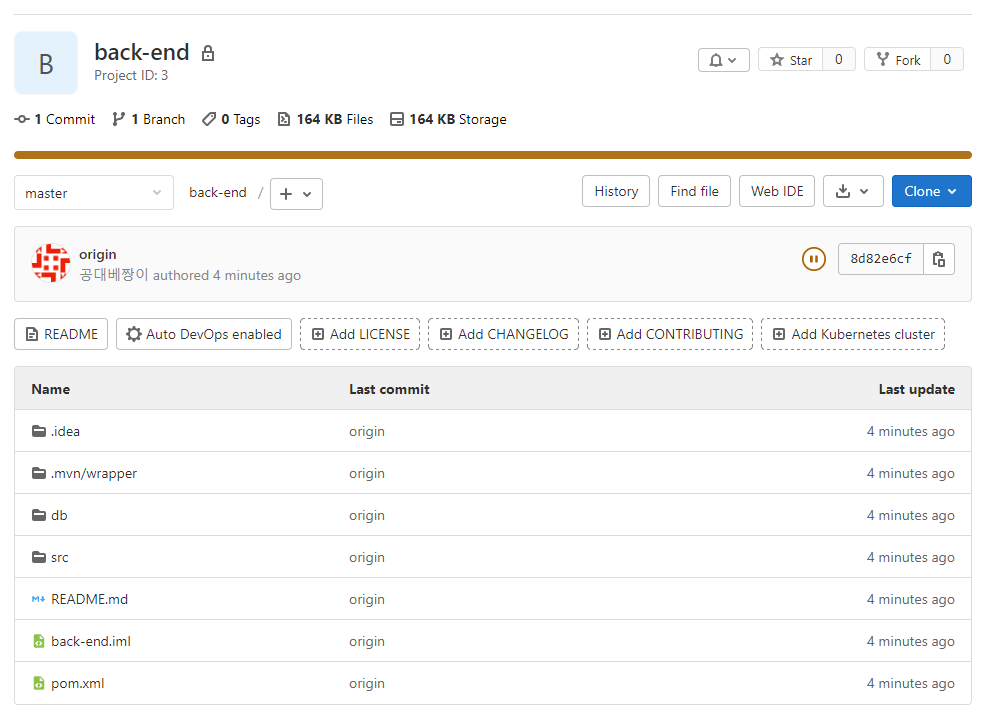 B
back-end
Project ID: 3
Star 0 Fork 0
1 Commit 1 Branch 0 Tags 164 KB Files 164 KB Storage
master back-end / History Find file Web IDE Clone
origin
공대베짱이 authored 4 minutes ago
8d82e6cf
README Auto DevOps enabled Add LICENSE Add CHANGELOG Add CONTRIBUTING Add Kubernetes cluster
Name Last commit Last update
.idea origin 4 minutes ago
.mvn/wrapper origin 4 minutes ago
db origin 4 minutes ago
src origin 4 minutes ago
README.md origin 4 minutes ago
back-end.iml origin 4 minutes ago
pom.xml origin 4 minutes ago